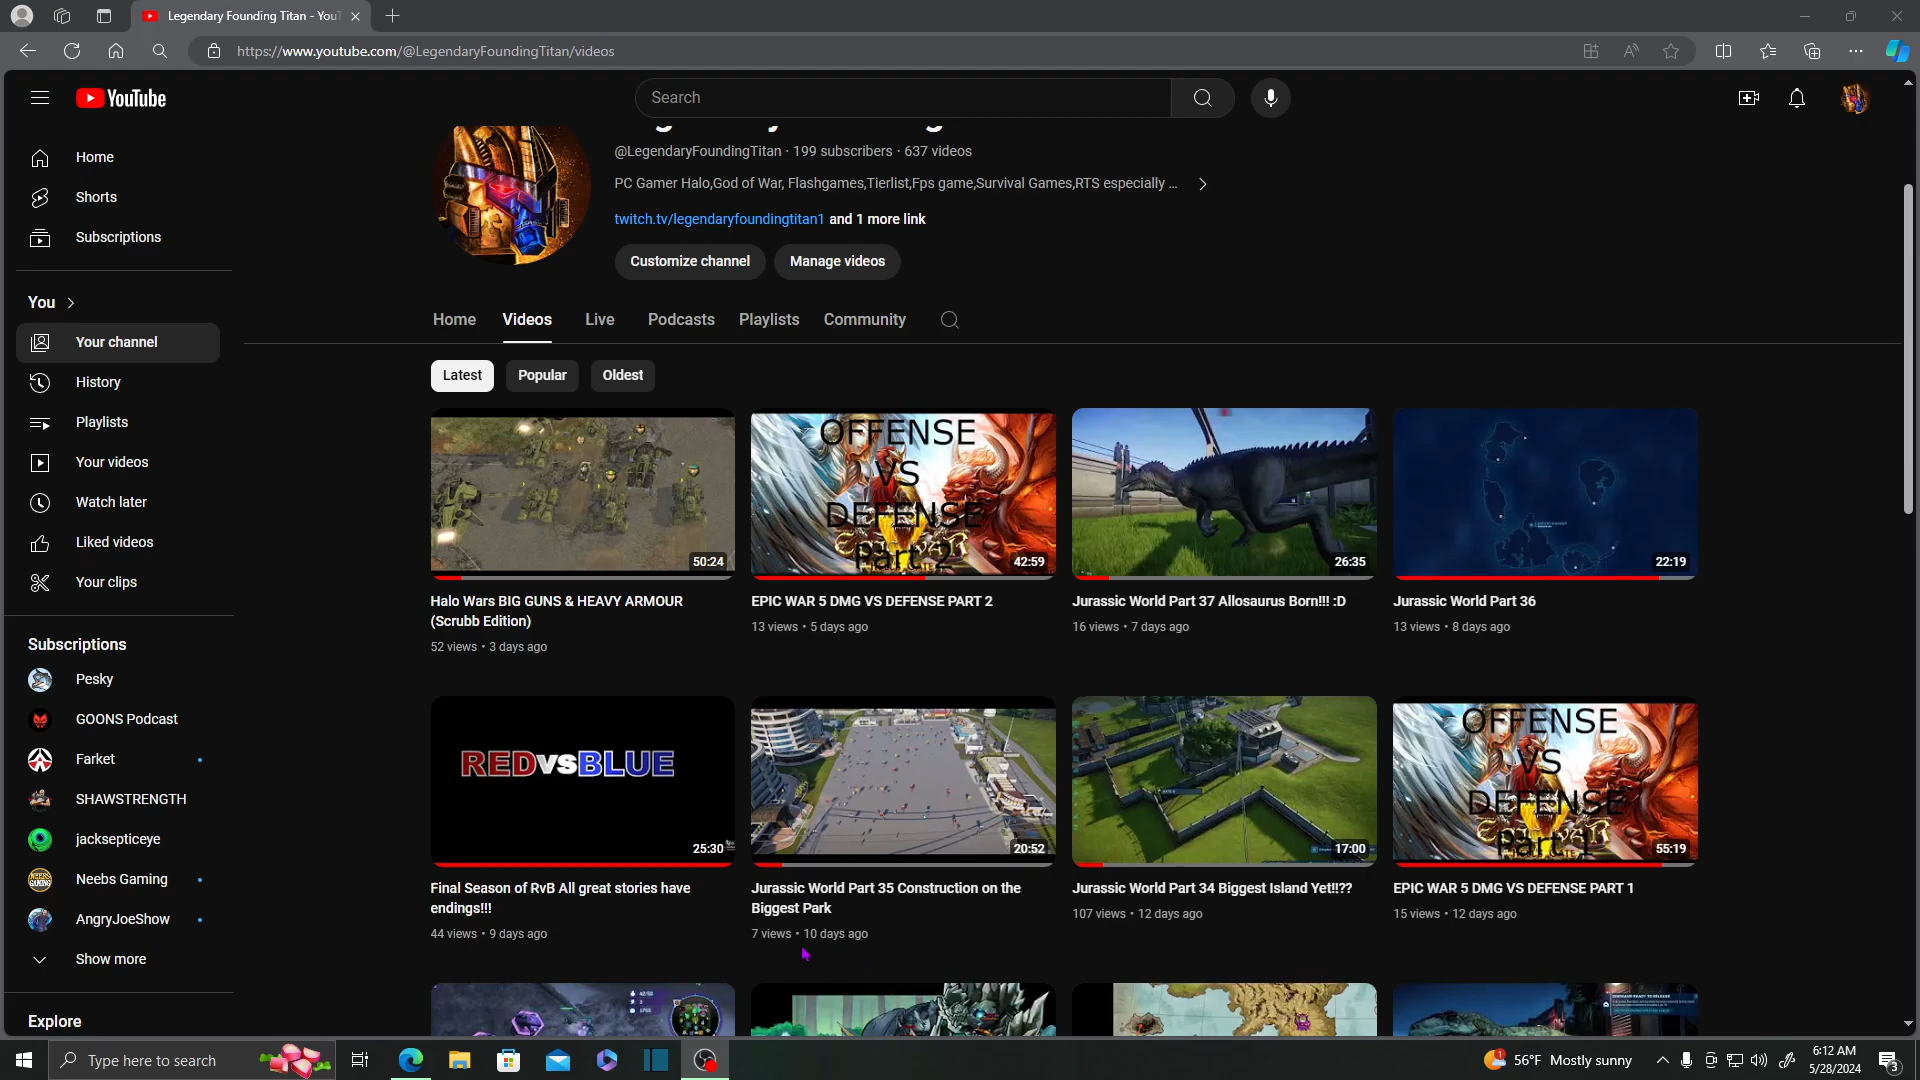 Legendary Founding Titan - YouT
https://www.youtube.com/@LegendaryFoundingTitan/videos
YouTube
Search
Home
Shorts
Subscriptions
You
Your channel
History
Playlists
Your videos
Watch later
Liked videos
Your clips
Subscriptions
Pesky
GOONS Podcast
Farket
SHAWSTRENGTH
jacksepticeye
Neebs Gaming
AngryJoeShow
Show more
Explore
@LegendaryFoundingTitan · 199 subscribers · 637 videos
PC Gamer Halo,God of War, Flashgames,Tierlist,Fps game,Survival Games,RTS especially ...
twitch.tv/legendaryfoundingtitan1 and 1 more link
Customize channel Manage videos
Home Videos Live Podcasts Playlists Community
Latest Popular Oldest
50:24
Halo Wars BIG GUNS & HEAVY ARMOUR
(Scrubb Edition)
52 views • 3 days ago
OFFENSE
VS
DEFENSE
Part 2
42:59
EPIC WAR 5 DMG VS DEFENSE PART 2
13 views • 5 days ago
26:35
Jurassic World Part 37 Allosaurus Born!!! :D
16 views • 7 days ago
22:19
Jurassic World Part 36
13 views • 8 days ago
REDvsBLUE
25:30
Final Season of RvB All great stories have
endings!!!
44 views • 9 days ago
20:52
Jurassic World Part 35 Construction on the
Biggest Park
7 views • 10 days ago
17:00
Jurassic World Part 34 Biggest Island Yet!!??
107 views • 12 days ago
OFFENSE
VS
DEFENSE
Part 1
55:19
EPIC WAR 5 DMG VS DEFENSE PART 1
15 views • 12 days ago
Type here to search
1
56°F Mostly sunny
6:12 AM
5/28/2024
3